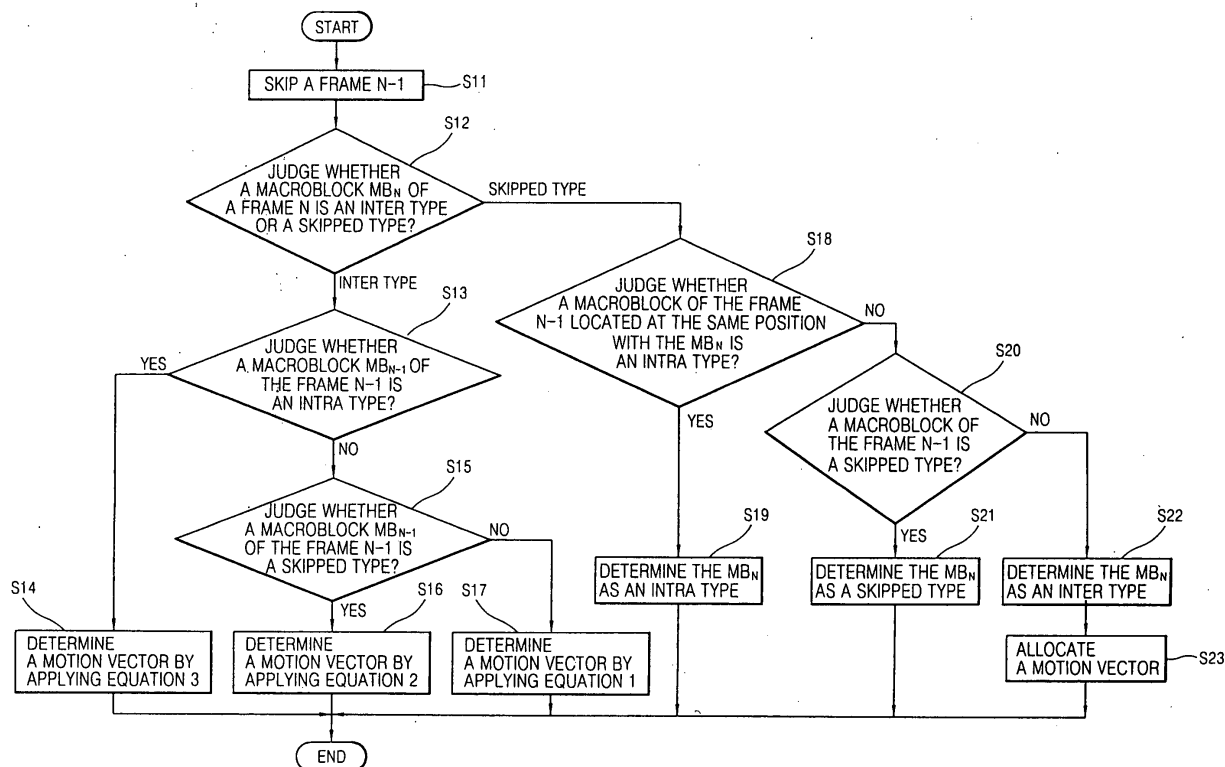 START
SKIP A FRAME N-1
S11
S12
JUDGE WHETHER
A MACROBLOCK MBN OF
A FRAME N IS AN INTER TYPE
OR A SKIPPED TYPE?
SKIPPED TYPE
INTER TYPE
S18
JUDGE WHETHER
A MACROBLOCK OF THE FRAME
N-1 LOCATED AT THE SAME POSITION
WITH THE MBN IS
AN INTRA TYPE?
NO
YES
S13
JUDGE WHETHER
A MACROBLOCK MBN-1 OF
THE FRAME N-1 IS
AN INTRA TYPE?
YES
NO
S20
JUDGE WHETHER
A MACROBLOCK OF
THE FRAME N-1 IS
A SKIPPED TYPE?
NO
YES
S15
JUDGE WHETHER
A MACROBLOCK MBN-1
OF THE FRAME N-1 IS
A SKIPPED TYPE?
NO
YES
S19
DETERMINE THE MBN
AS AN INTRA TYPE
S21
DETERMINE THE MBN
AS A SKIPPED TYPE
S22
DETERMINE THE MBN
AS AN INTER TYPE
S14
DETERMINE
A MOTION VECTOR BY
APPLYING EQUATION 3
S16
DETERMINE
A MOTION VECTOR BY
APPLYING EQUATION 2
S17
DETERMINE
A MOTION VECTOR BY
APPLYING EQUATION 1
ALLOCATE
A MOTION VECTOR
S23
END